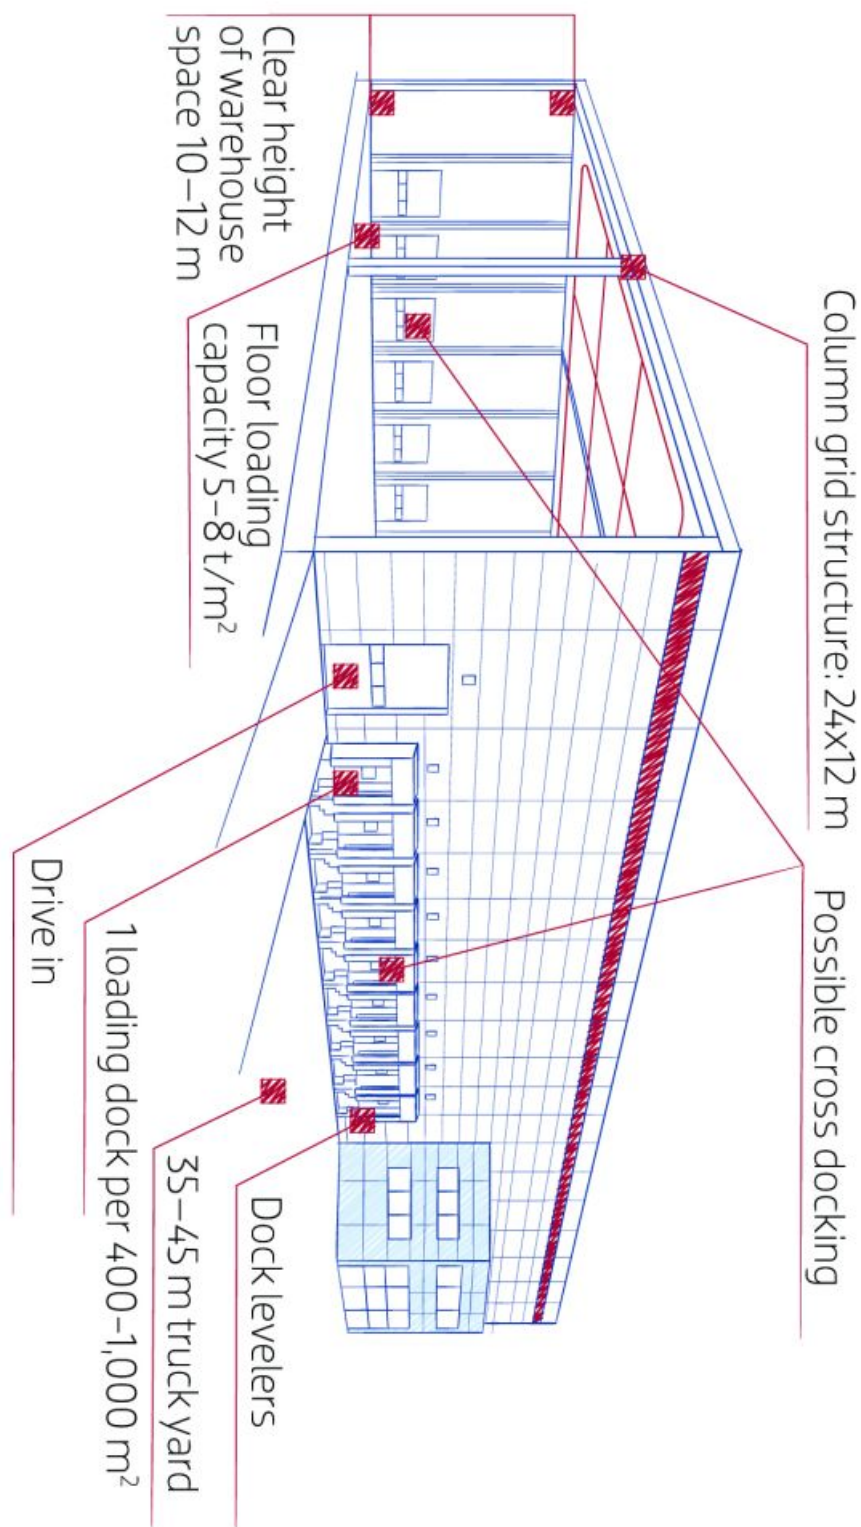 Column grid structure: 24x12 m
Possible cross docking
Clear height
of warehouse
space 10–12 m
Floor loading
capacity 5–8 t/m²
Dock levelers
35–45 m truck yard
1 loading dock per 400–1,000 m²
Drive in